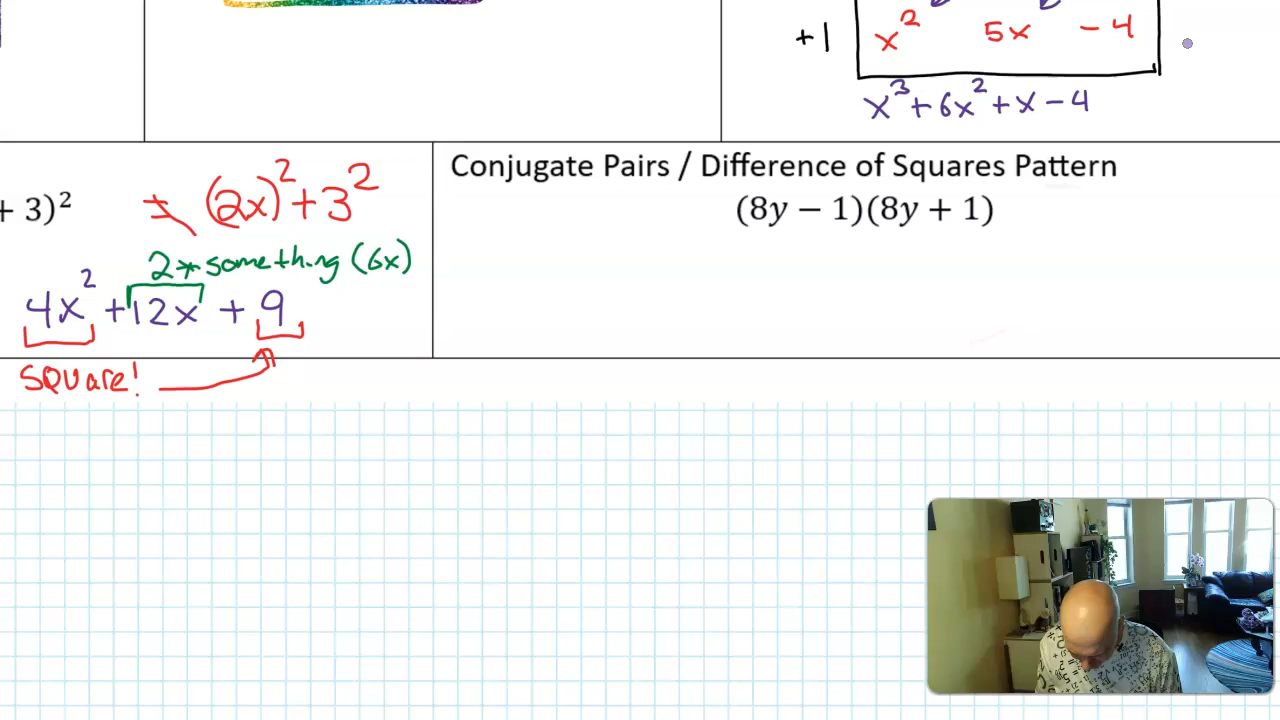 +1 x² 5x −4
x³+6x²+x−4
+ 3)² ≠ (2x)²+3²
2*something (6x)
4x² +12x + 9
SQUare!
Conjugate Pairs / Difference of Squares Pattern
(8y − 1)(8y + 1)